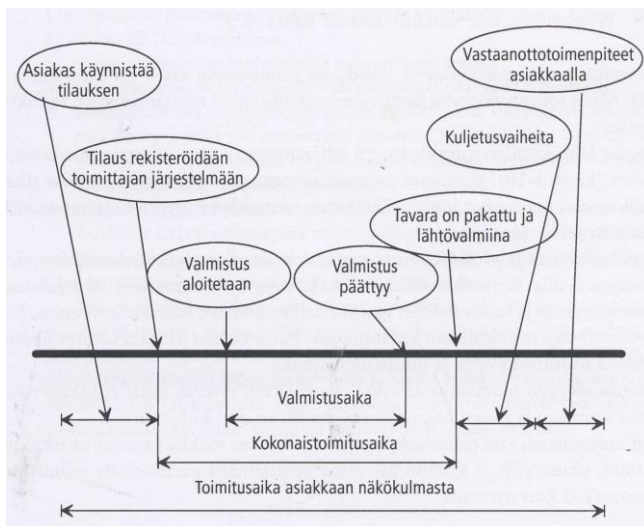 Asiakas käynnistää
tilauksen
Vastaanottotoimenpiteet
asiakkaalla
Kuljetusvaiheita
Tilaus rekisteröidään
toimittajan järjestelmään
Tavara on pakattu ja
lähtövalmiina
Valmistus
aloitetaan
Valmistus
päättyy
Valmistusaika
Kokonaistoimitusaika
Toimitusaika asiakkaan näkökulmasta